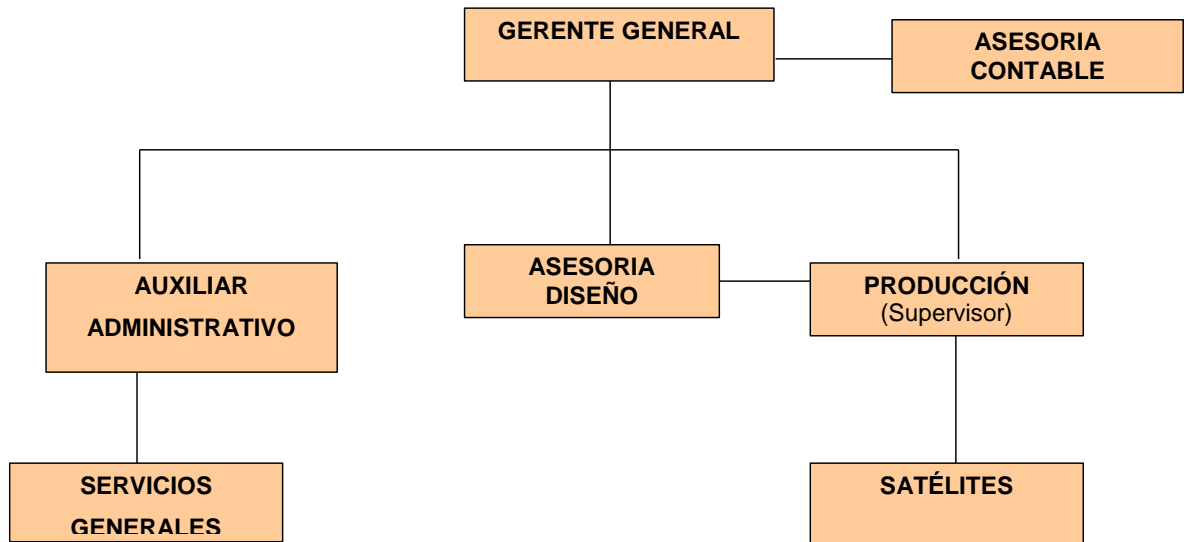 GERENTE GENERAL
ASESORIA
CONTABLE
AUXILIAR
ADMINISTRATIVO
ASESORIA
DISEÑO
PRODUCCIÓN
(Supervisor)
SERVICIOS
GENERALES
SATÉLITES